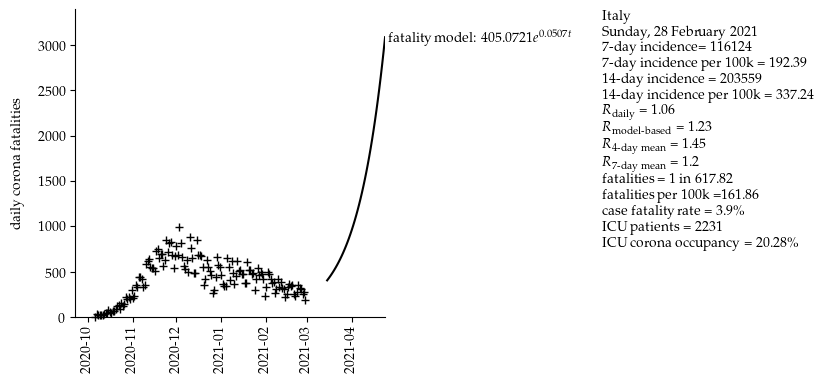 3000
2500
2000
1500
1000
500
0
daily corona fatalities
2020-10
2020-11
2020-12
2021-01
2021-02
2021-03
2021-04
fatality model: 405.0721e^0.0507t
Italy
Sunday, 28 February 2021
7-day incidence= 116124
7-day incidence per 100k = 192.39
14-day incidence = 203559
14-day incidence per 100k = 337.24
R_daily = 1.06
R_model-based = 1.23
R_4-day mean = 1.45
R_7-day mean = 1.2
fatalities = 1 in 617.82
fatalities per 100k =161.86
case fatality rate = 3.9%
ICU patients = 2231
ICU corona occupancy = 20.28%